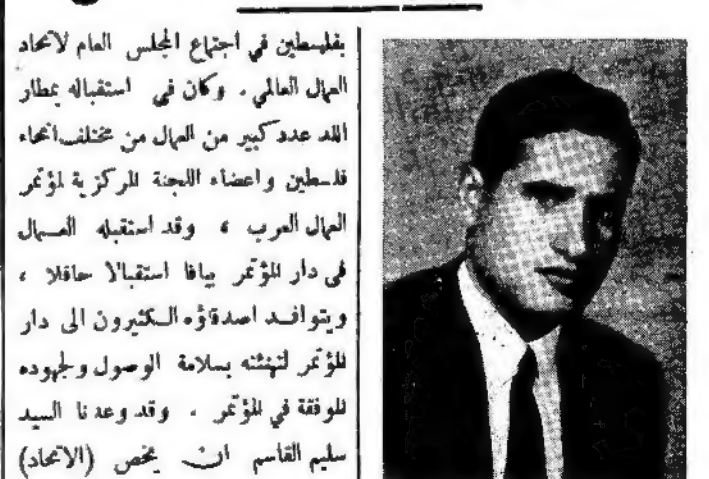 بفلسطين في اجتماع المجلس العام لاتحاد
العمال العالمي . وكان في استقباله بمطار
اللد عدد كبير من العمال من مختلف انحاء
فلسطين واعضاء اللجنة المركزية لمؤتمر
العمال العرب ، وقد استقبله العمال
في دار المؤتمر بيافا استقبالاً حافلا ،
ويتوافد اصدقاؤه الكثيرون الى دار
المؤتمر لتهنئته بسلامة الوصول ولجهوده
الموفقة في المؤتمر . وقد وعدنا السيد
سليم القاسم ان يخص (الاتحاد)